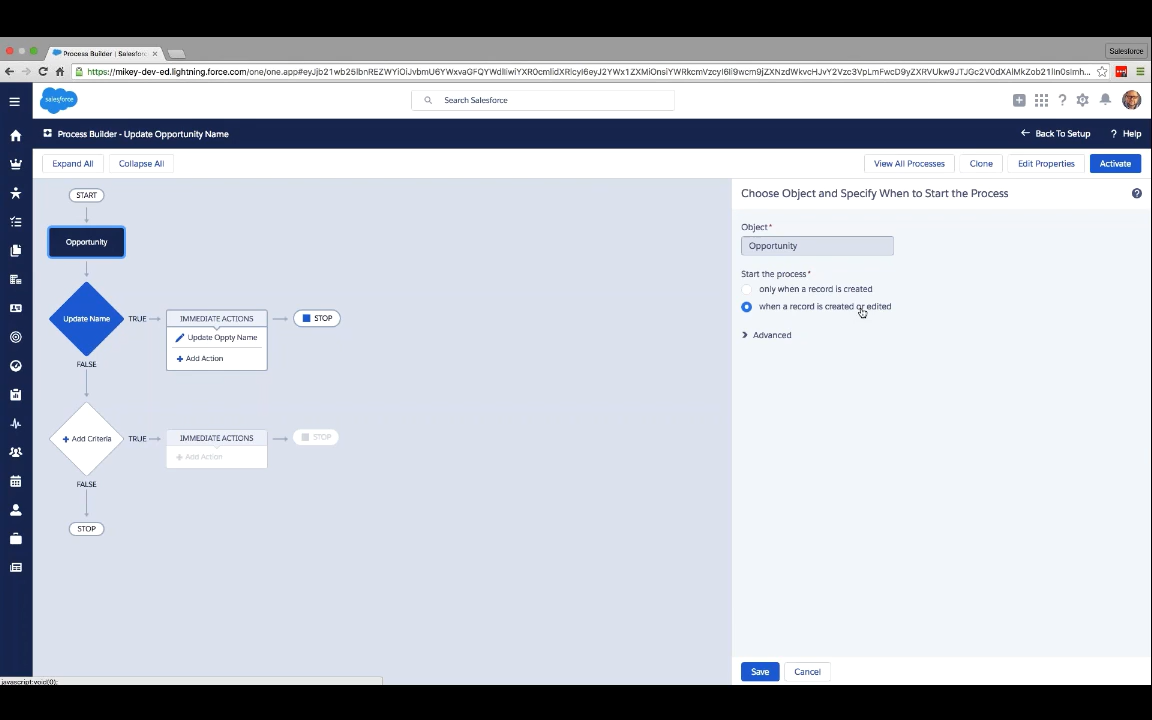 Process Builder | Salesforc
Salesforce
salesforce
Search Salesforce
Process Builder - Update Opportunity Name
Back To Setup
Help
Expand All
Collapse All
View All Processes
Clone
Edit Properties
Activate
START
Opportunity
Update Name
TRUE
IMMEDIATE ACTIONS
Update Oppty Name
+ Add Action
STOP
FALSE
+ Add Criteria
TRUE
IMMEDIATE ACTIONS
+ Add Action
STOP
FALSE
STOP
Choose Object and Specify When to Start the Process
Object*
Opportunity
Start the process*
only when a record is created
when a record is created or edited
Advanced
Save
Cancel
javascript:void(0);